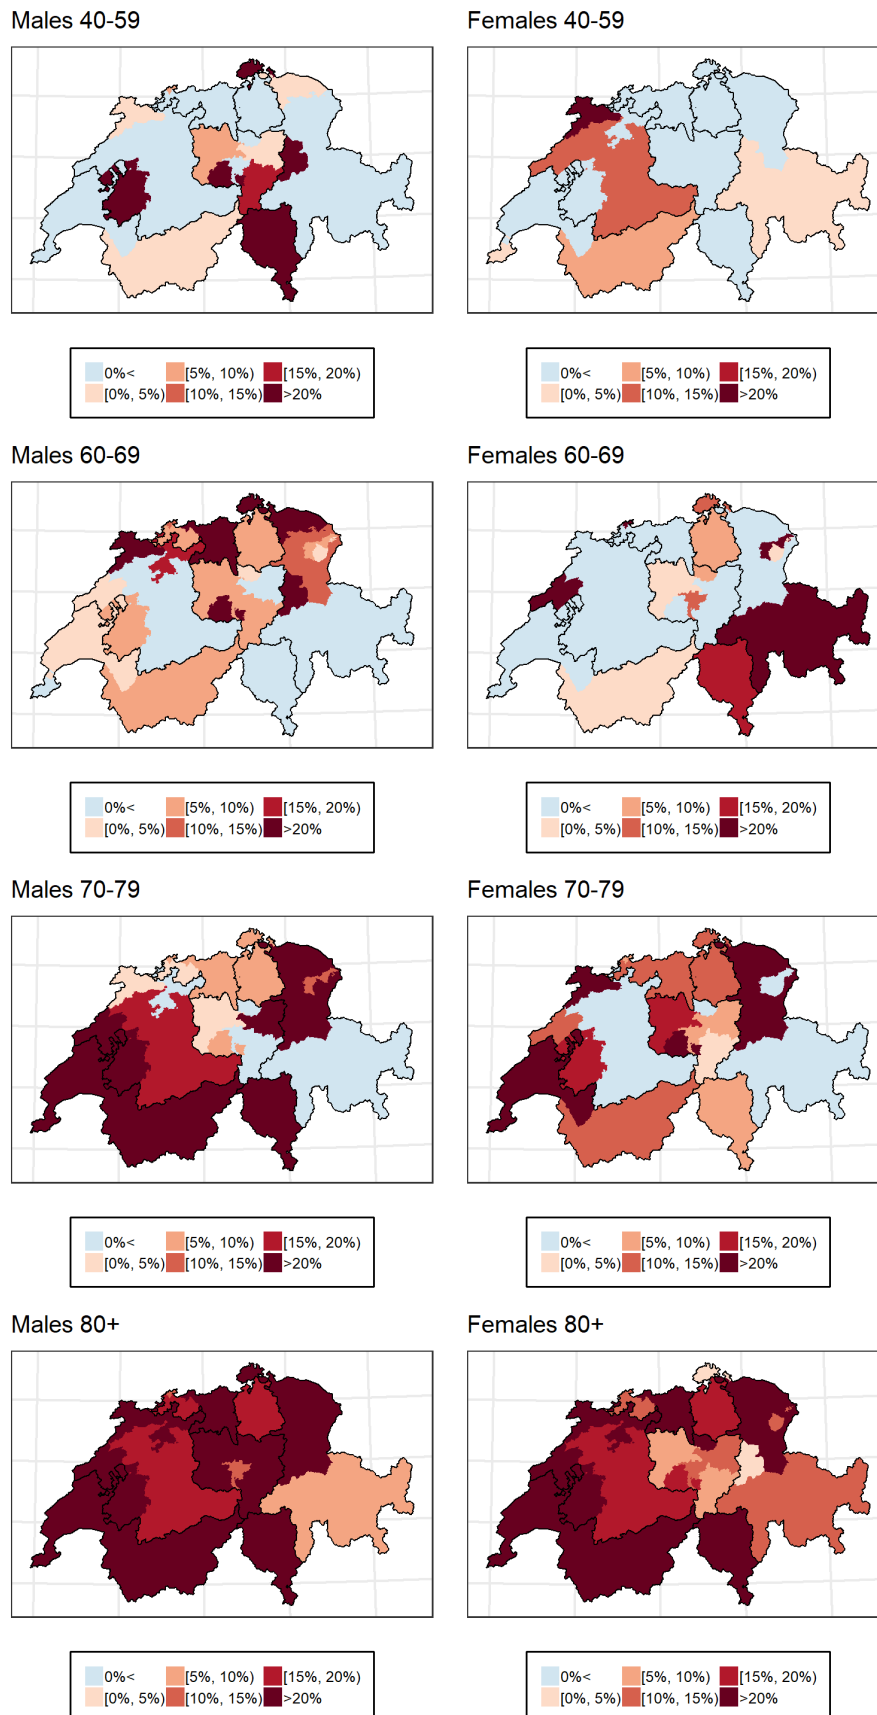 Males 40-59
Females 40-59
0%< [5%, 10%) [15%, 20%)
[0%, 5%) [10%, 15%) >20%
0%< [5%, 10%) [15%, 20%)
[0%, 5%) [10%, 15%) >20%
Males 60-69
Females 60-69
0%< [5%, 10%) [15%, 20%)
[0%, 5%) [10%, 15%) >20%
0%< [5%, 10%) [15%, 20%)
[0%, 5%) [10%, 15%) >20%
Males 70-79
Females 70-79
0%< [5%, 10%) [15%, 20%)
[0%, 5%) [10%, 15%) >20%
0%< [5%, 10%) [15%, 20%)
[0%, 5%) [10%, 15%) >20%
Males 80+
Females 80+
0%< [5%, 10%) [15%, 20%)
[0%, 5%) [10%, 15%) >20%
0%< [5%, 10%) [15%, 20%)
[0%, 5%) [10%, 15%) >20%